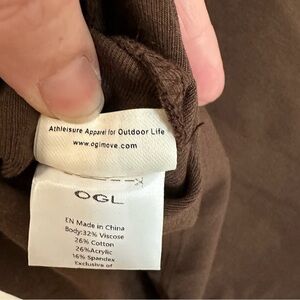 Athleisure Apparel for Outdoor Life
www.oglmove.com
OGL
EN Made in China
Body:32% Viscose
26% Cotton
26%Acrylic
16% Spandex
Exclusive of